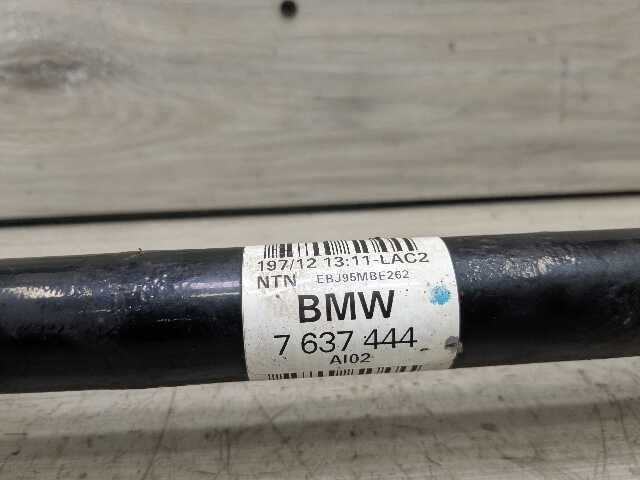 197/12 13:11-LAC2
NTN EBJ95MBE262
BMW
7 637 444
AI02